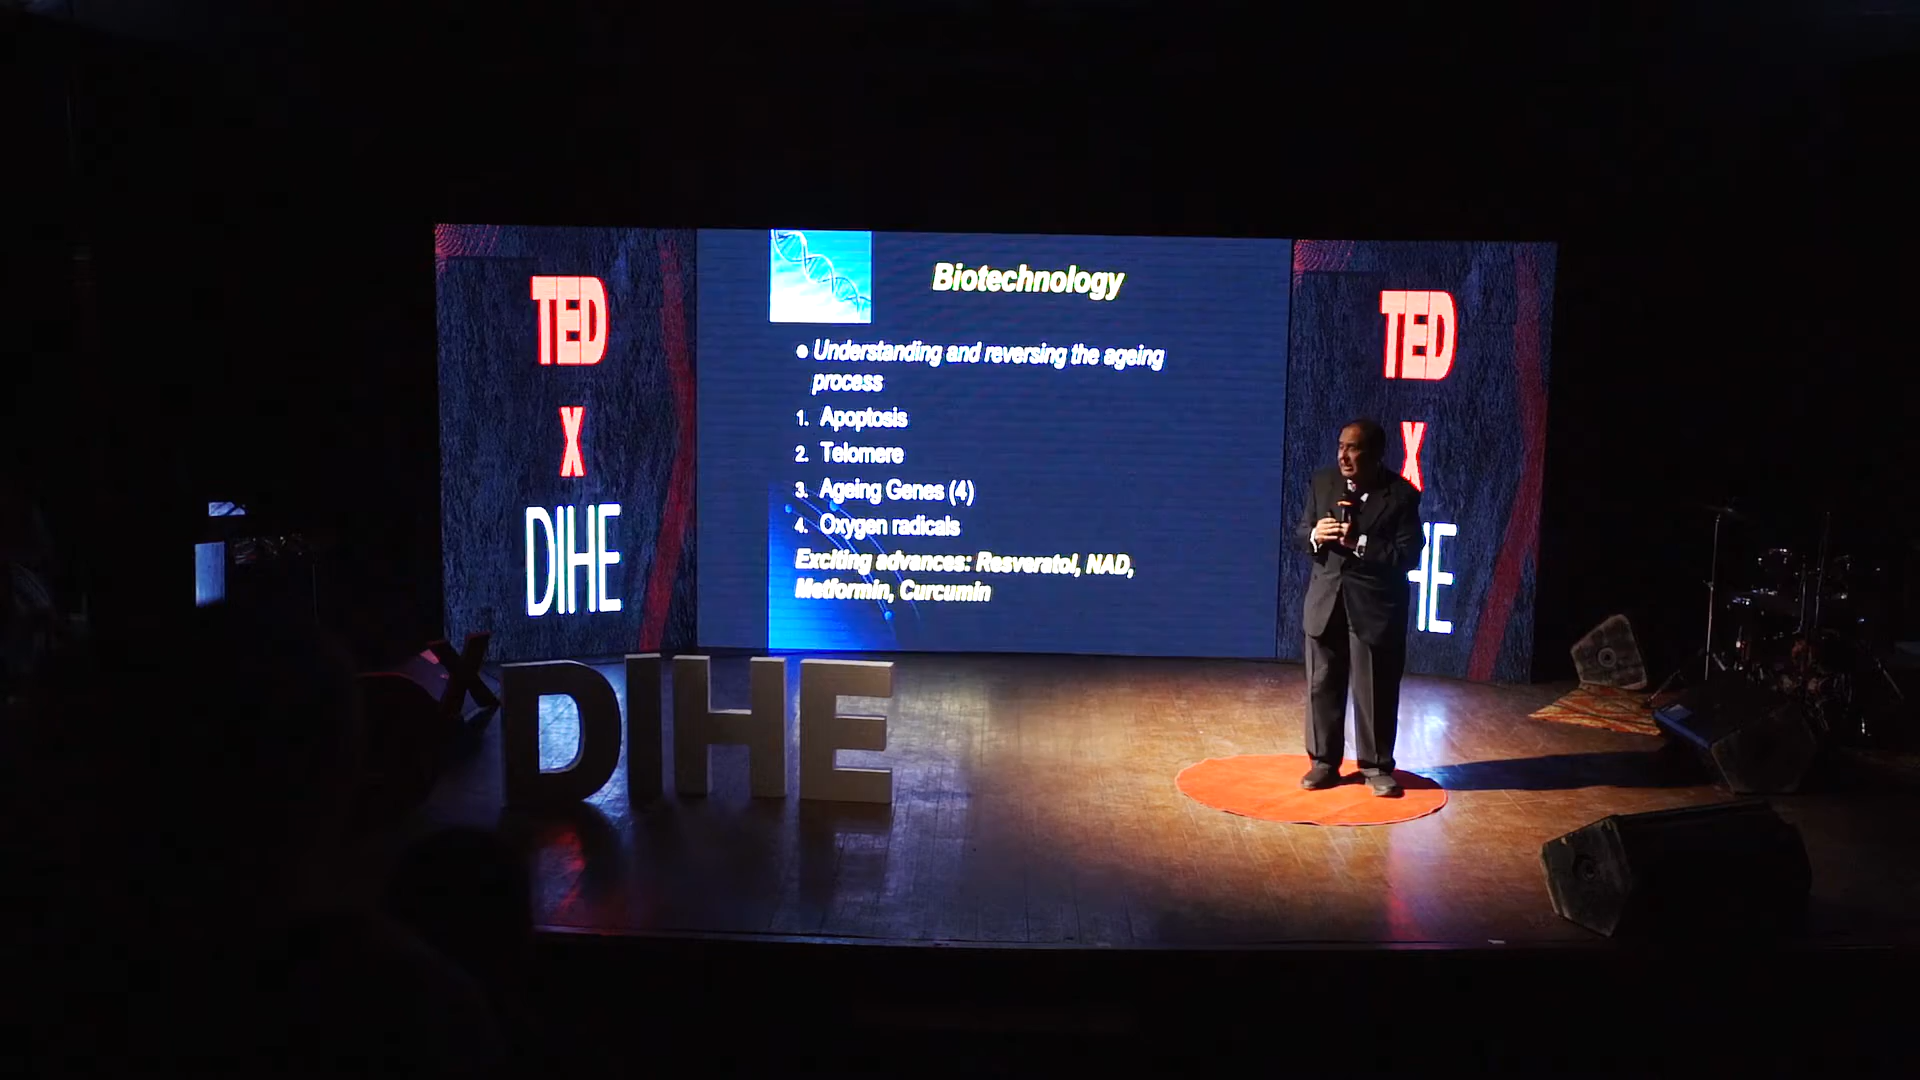 TED
X
DIHE
Biotechnology
Understanding and reversing the ageing
process
1. Apoptosis
2. Telomere
3. Ageing Genes (4)
4. Oxygen radicals
Exciting advances: Resveratol, NAD,
Metformin, Curcumin
TED
X
HE
X DIHE